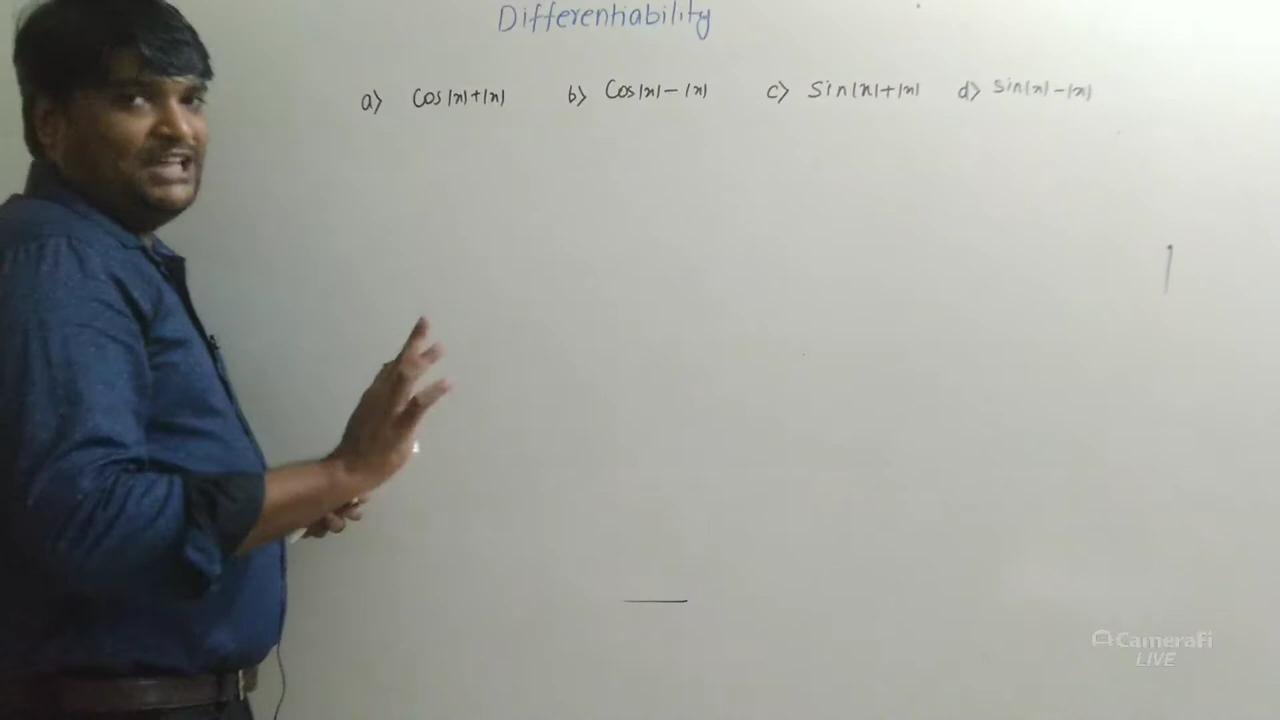 Differentiability
a) Cos|x|+|x| b) Cos|x|-|x| c) Sin|x|+|x| d) Sin|x|-|x|
CameraFi
LIVE